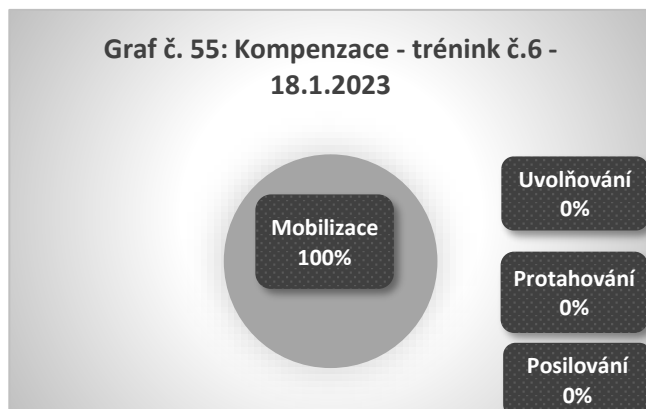 Graf č. 55: Kompenzace - trénink č.6 -
18.1.2023
Mobilizace
100%
Uvolňování
0%
Protahování
0%
Posilování
0%